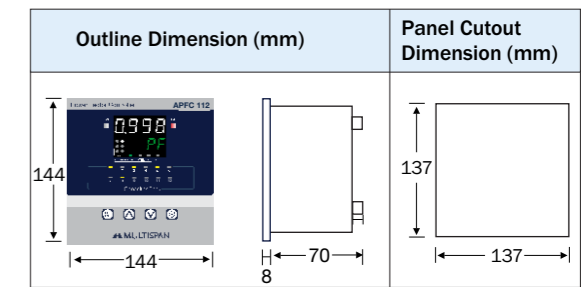 Outline Dimension (mm)
Panel Cutout
Dimension (mm)
APFC 112
0.998
PF
MULTISPAN
144
144
70
8
137
137